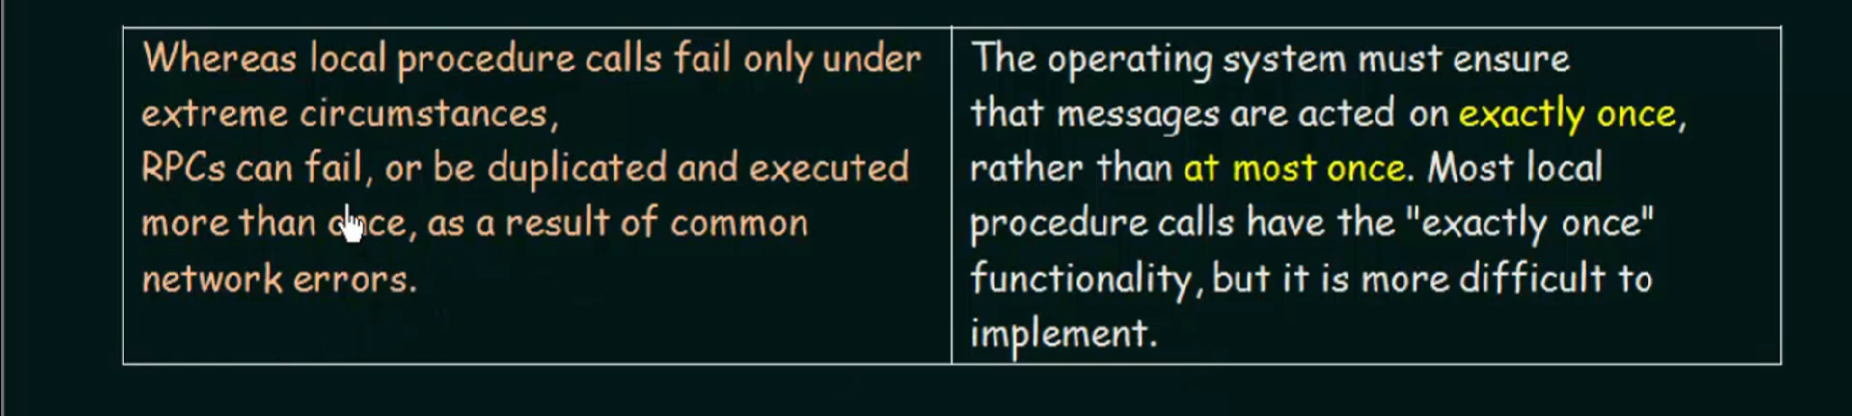 Whereas local procedure calls fail only under
extreme circumstances,
RPCs can fail, or be duplicated and executed
more than once, as a result of common
network errors.
The operating system must ensure
that messages are acted on exactly once,
rather than at most once. Most local
procedure calls have the "exactly once"
functionality, but it is more difficult to
implement.